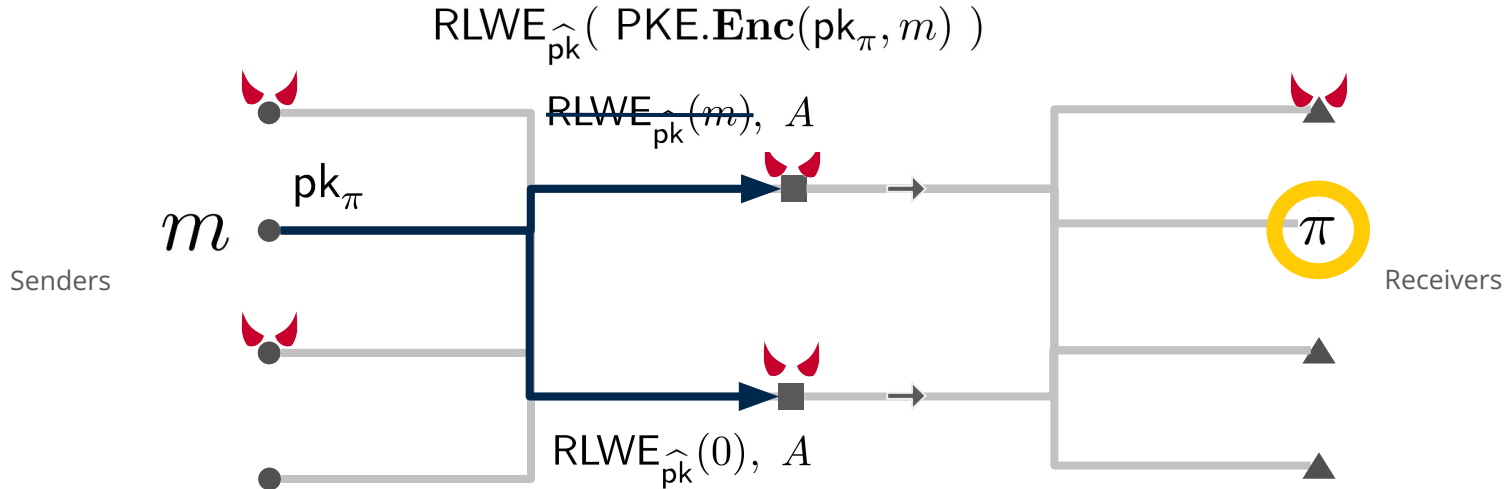 RLWE_{\widehat{pk}}( PKE.Enc(pk_π, m) )
RLWE_{\widehat{pk}}(m), A
pk_π
m
π
Senders
Receivers
RLWE_{\widehat{pk}}(0), A